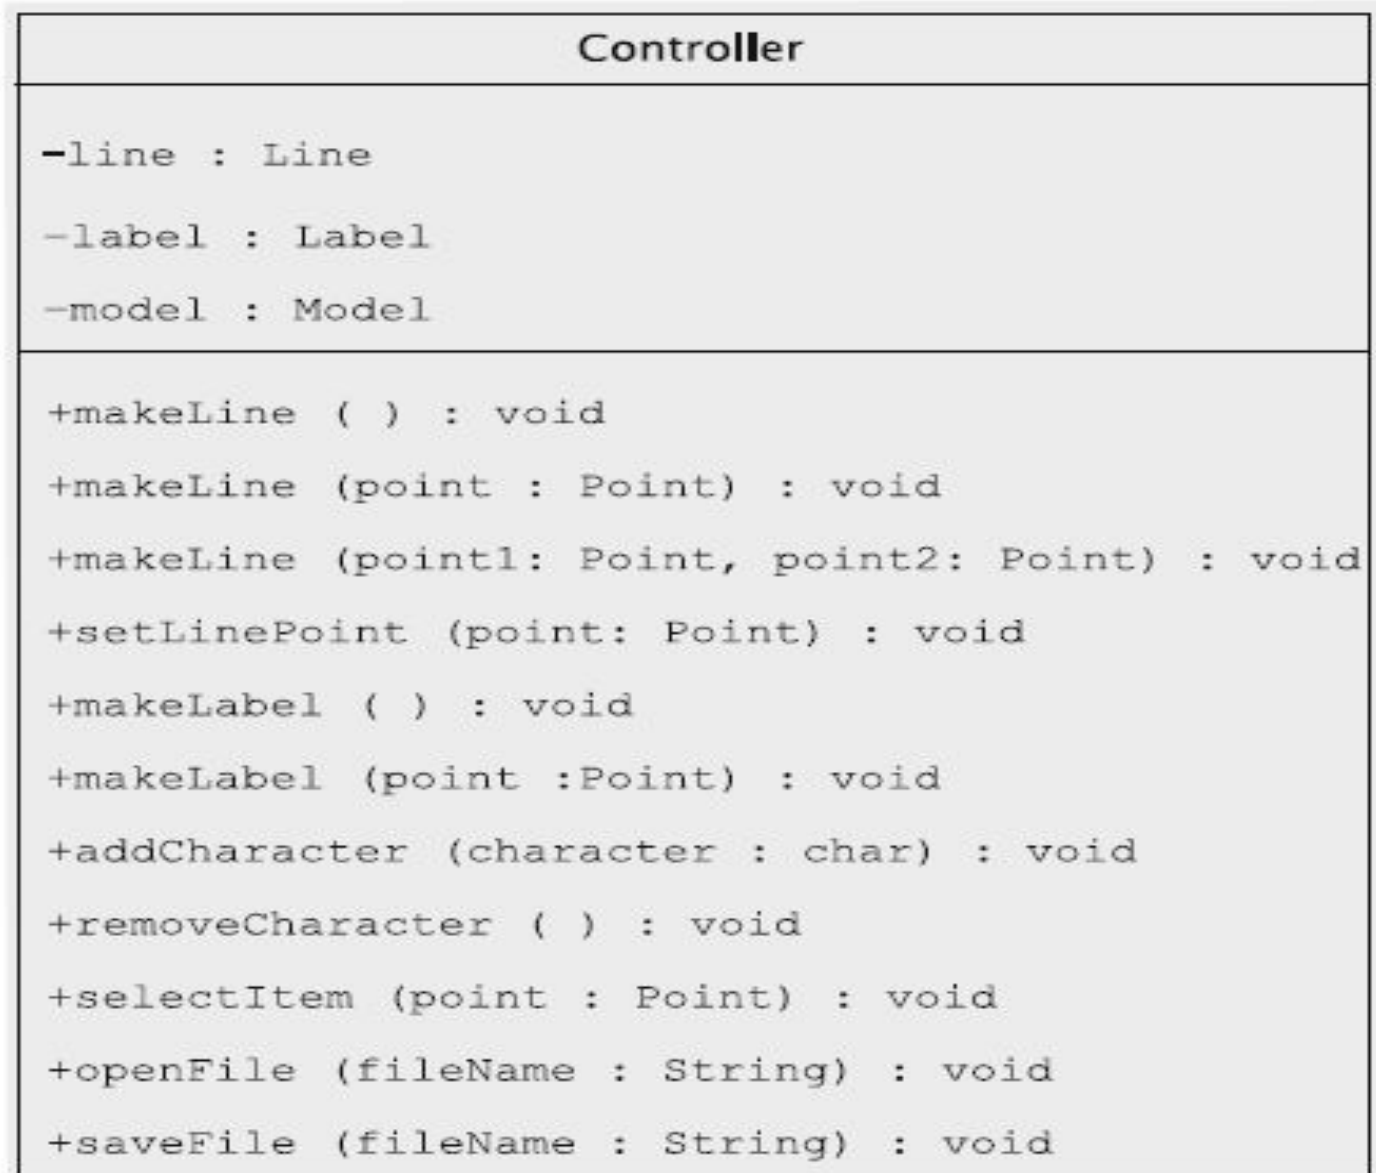 Controller
-line : Line
-label : Label
-model : Model
+makeLine ( ) : void
+makeLine (point : Point) : void
+makeLine (point1: Point, point2: Point) : void
+setLinePoint (point: Point) : void
+makeLabel ( ) : void
+makeLabel (point :Point) : void
+addCharacter (character : char) : void
+removeCharacter ( ) : void
+selectItem (point : Point) : void
+openFile (fileName : String) : void
+saveFile (fileName : String) : void